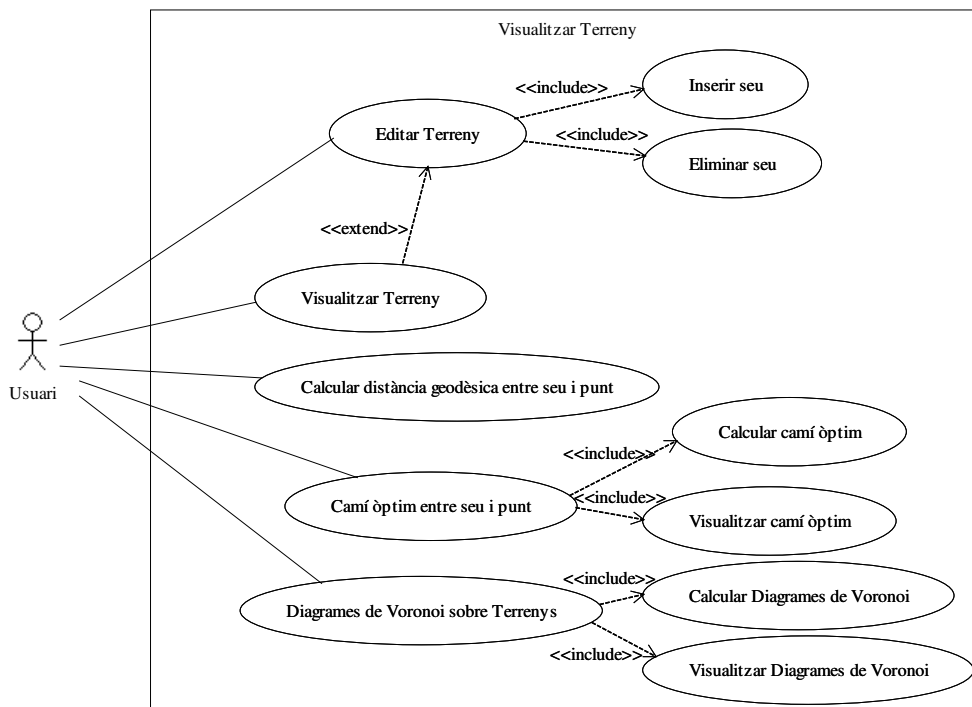 Visualitzar Terreny
<<include>>
Inserir seu
Editar Terreny
<<include>>
Eliminar seu
<<extend>>
Visualitzar Terreny
Usuari
Calcular distància geodèsica entre seu i punt
Calcular camí òptim
<<include>>
Camí òptim entre seu i punt
<<include>>
Visualitzar camí òptim
<<include>>
Calcular Diagrames de Voronoi
Diagrames de Voronoi sobre Terrenys
<<include>>
Visualitzar Diagrames de Voronoi